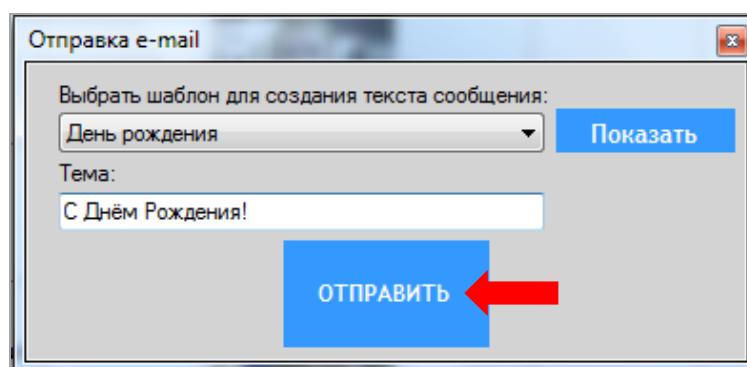 Отправка e-mail
Выбрать шаблон для создания текста сообщения:
День рождения
Показать
Тема:
С Днём Рождения!
ОТПРАВИТЬ